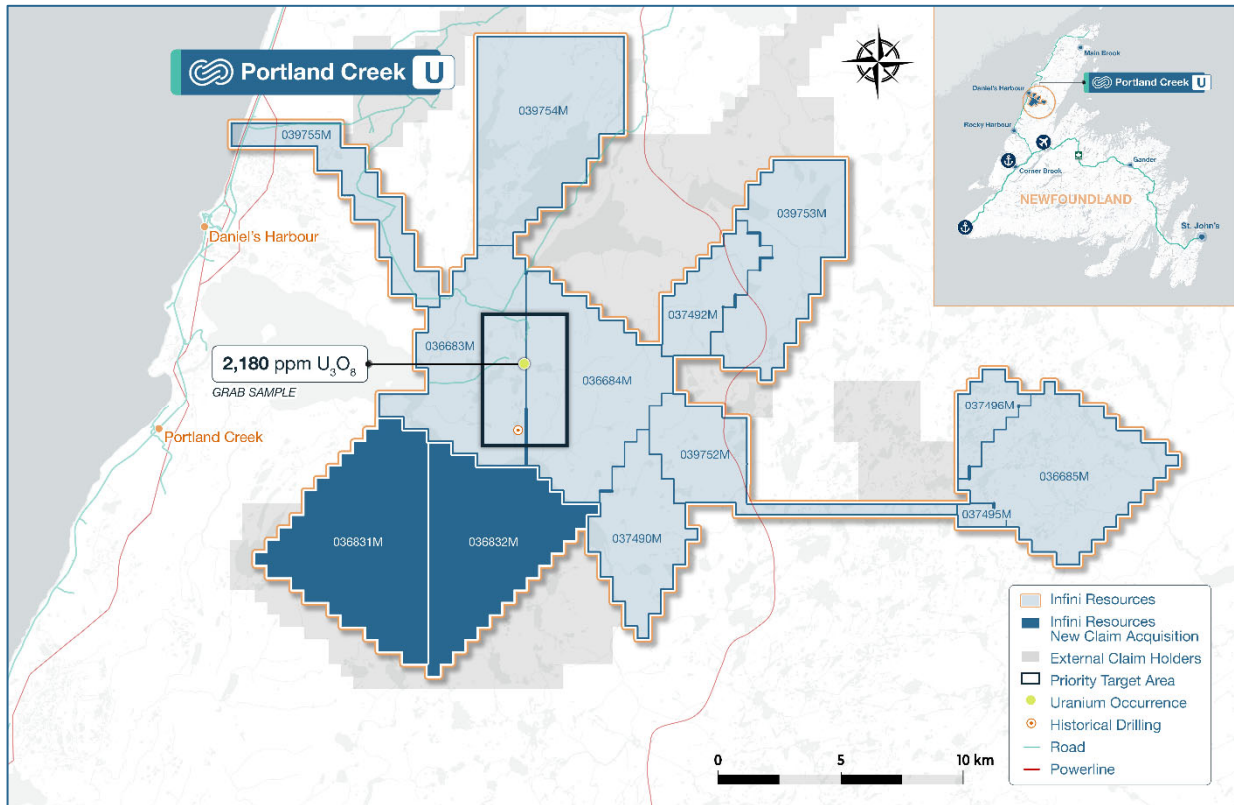 Portland Creek U
039754M
039755M
039753M
Daniel's Harbour
037492M
036683M
2,180 ppm U₃O₈
GRAB SAMPLE
036684M
Portland Creek
037496M
039752M
036685M
037495M
036831M
036832M
037490M
Main Brook
Portland Creek U
Daniel's Harbour
Rocky Harbour
Gander
Corner Brook
NEWFOUNDLAND
St. John's
Infini Resources
Infini Resources
New Claim Acquisition
External Claim Holders
Priority Target Area
Uranium Occurrence
Historical Drilling
Road
Powerline
0 5 10 km